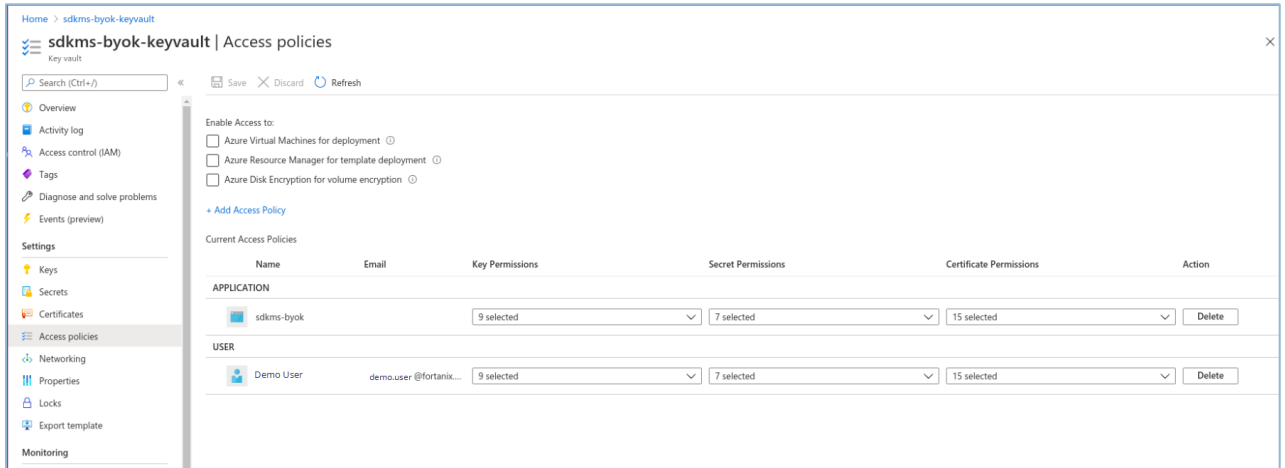 Home > sdkms-byok-keyvault
sdkms-byok-keyvault | Access policies
Key vault
Search (Ctrl+/)
«
Save Discard Refresh
Overview
Activity log
Access control (IAM)
Tags
Diagnose and solve problems
Events (preview)
Settings
Keys
Secrets
Certificates
Access policies
Networking
Properties
Locks
Export template
Monitoring
Enable Access to:
Azure Virtual Machines for deployment
Azure Resource Manager for template deployment
Azure Disk Encryption for volume encryption
+ Add Access Policy
Current Access Policies
Name Email Key Permissions Secret Permissions Certificate Permissions Action
APPLICATION
sdkms-byok 9 selected 7 selected 15 selected Delete
USER
Demo User demo.user @fortanix.... 9 selected 7 selected 15 selected Delete